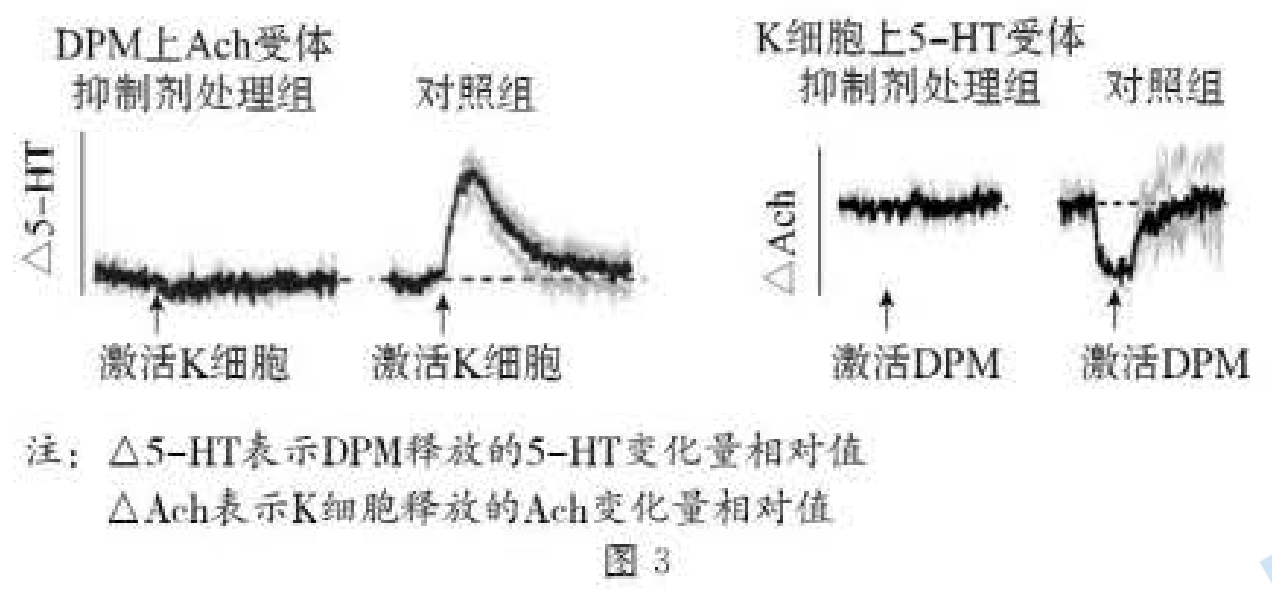 DPM上Ach受体
抑制剂处理组 对照组
△5-HT
激活K细胞 激活K细胞
K细胞上5-HT受体
抑制剂处理组 对照组
△Ach
激活DPM 激活DPM
注：△5-HT表示DPM释放的5-HT变化量相对值
△Ach表示K细胞释放的Ach变化量相对值
图 3